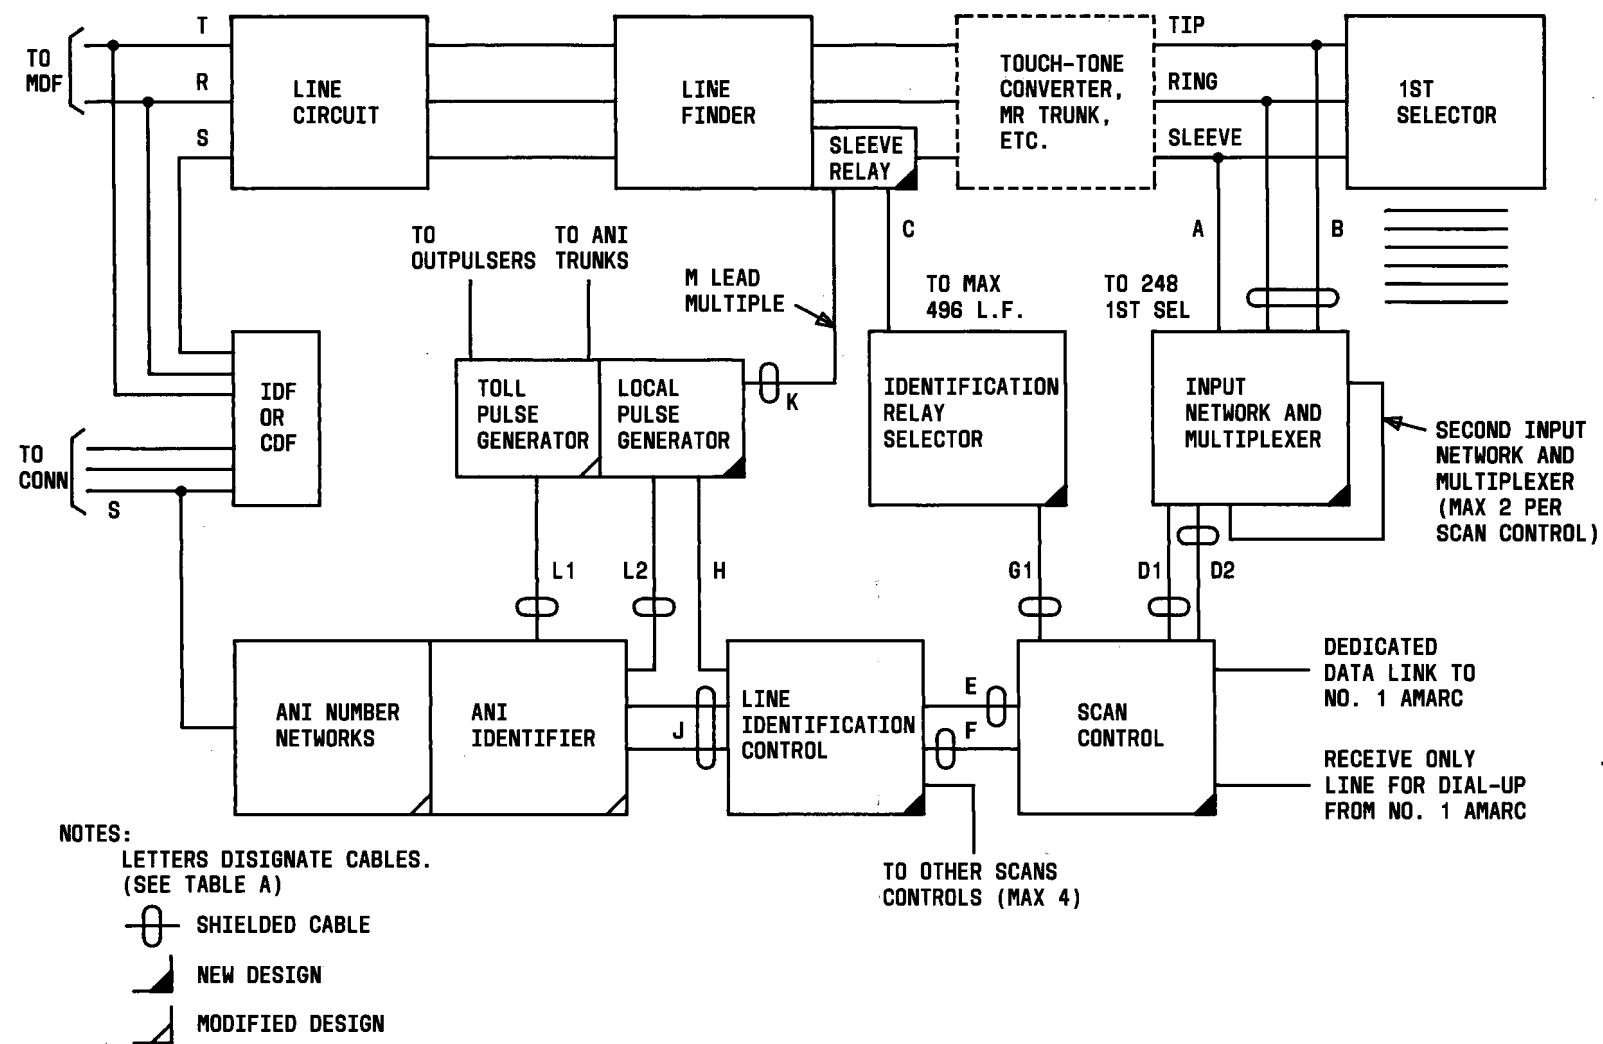 TO
MDF
T
R
S
LINE
CIRCUIT
LINE
FINDER
SLEEVE
RELAY
TOUCH-TONE
CONVERTER,
MR TRUNK,
ETC.
TIP
RING
SLEEVE
1ST
SELECTOR
TO
OUTPULSERS
TO ANI
TRUNKS
M LEAD
MULTIPLE
C
A
B
TO MAX
496 L.F.
TO 248
1ST SEL
IDF
OR
CDF
TO
CONN
S
TOLL
PULSE
GENERATOR
LOCAL
PULSE
GENERATOR
K
IDENTIFICATION
RELAY
SELECTOR
INPUT
NETWORK AND
MULTIPLEXER
SECOND INPUT
NETWORK AND
MULTIPLEXER
(MAX 2 PER
SCAN CONTROL)
L1
L2
H
G1
D1
D2
ANI NUMBER
NETWORKS
ANI
IDENTIFIER
J
LINE
IDENTIFICATION
CONTROL
E
F
SCAN
CONTROL
DEDICATED
DATA LINK TO
NO. 1 AMARC
RECEIVE ONLY
LINE FOR DIAL-UP
FROM NO. 1 AMARC
TO OTHER SCANS
CONTROLS (MAX 4)
NOTES:
LETTERS DISIGNATE CABLES.
(SEE TABLE A)
SHIELDED CABLE
NEW DESIGN
MODIFIED DESIGN